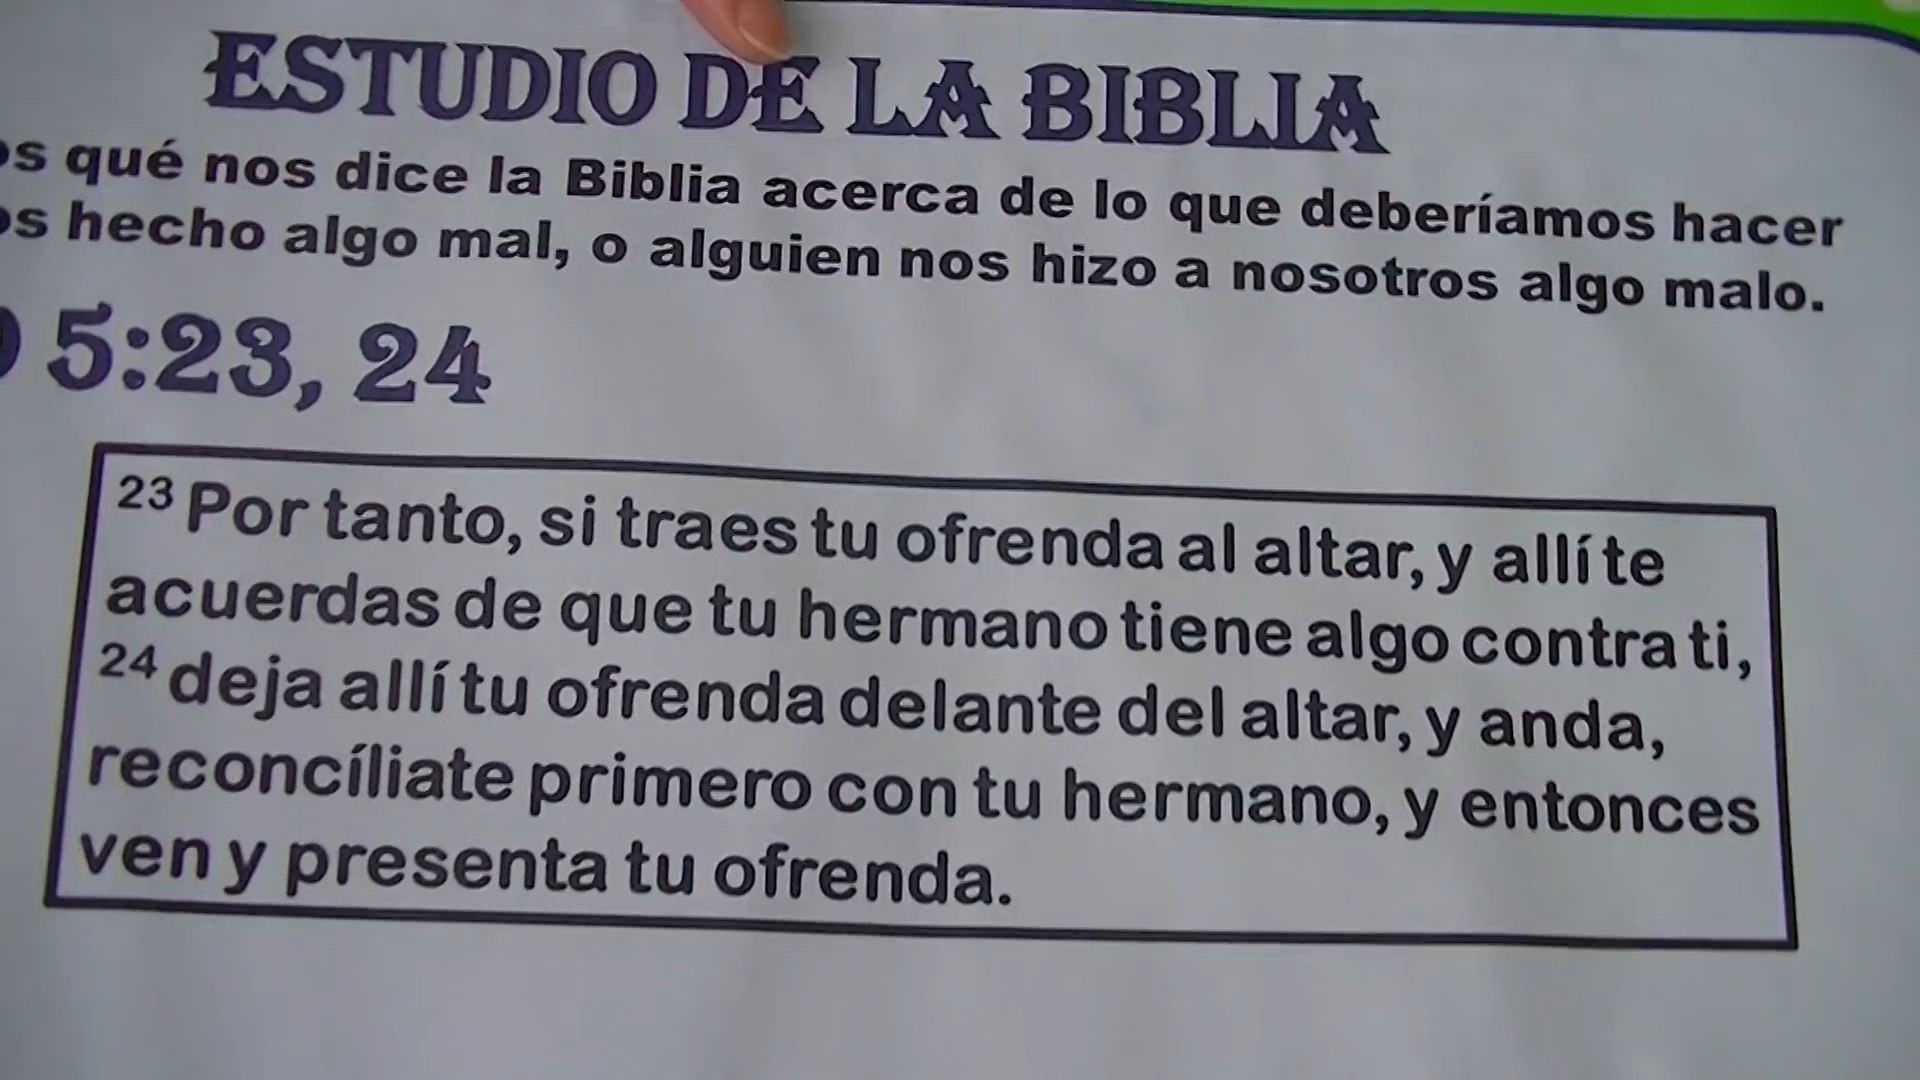 ESTUDIO DE LA BIBLIA
qué nos dice la Biblia acerca de lo que deberíamos hacer
hecho algo mal, o alguien nos hizo a nosotros algo malo.
5:23, 24
23 Por tanto, si traes tu ofrenda al altar, y allí te
acuerdas de que tu hermano tiene algo contra ti,
24 deja allí tu ofrenda delante del altar, y anda,
reconcíliate primero con tu hermano, y entonces
ven y presenta tu ofrenda.